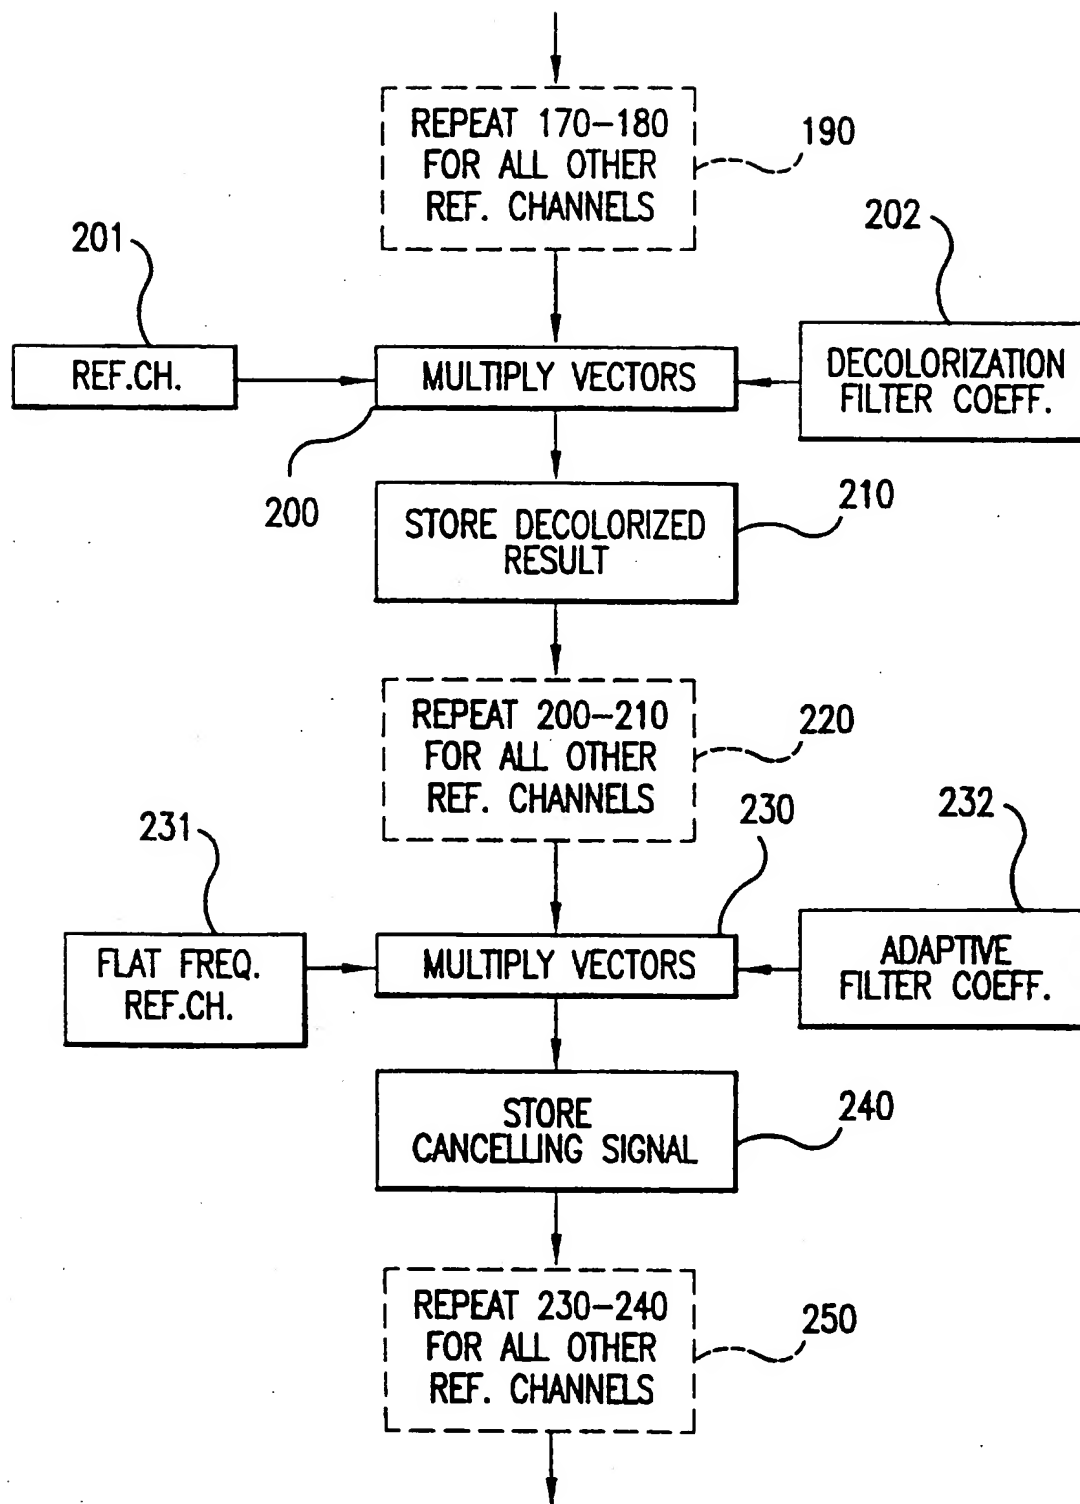 REPEAT 170-180
FOR ALL OTHER
REF. CHANNELS
190
201
202
REF.CH.
MULTIPLY VECTORS
DECOLORIZATION
FILTER COEFF.
200
210
STORE DECOLORIZED
RESULT
REPEAT 200-210
FOR ALL OTHER
REF. CHANNELS
220
231
230
232
FLAT FREQ.
REF.CH.
MULTIPLY VECTORS
ADAPTIVE
FILTER COEFF.
STORE
CANCELLING SIGNAL
240
REPEAT 230-240
FOR ALL OTHER
REF. CHANNELS
250